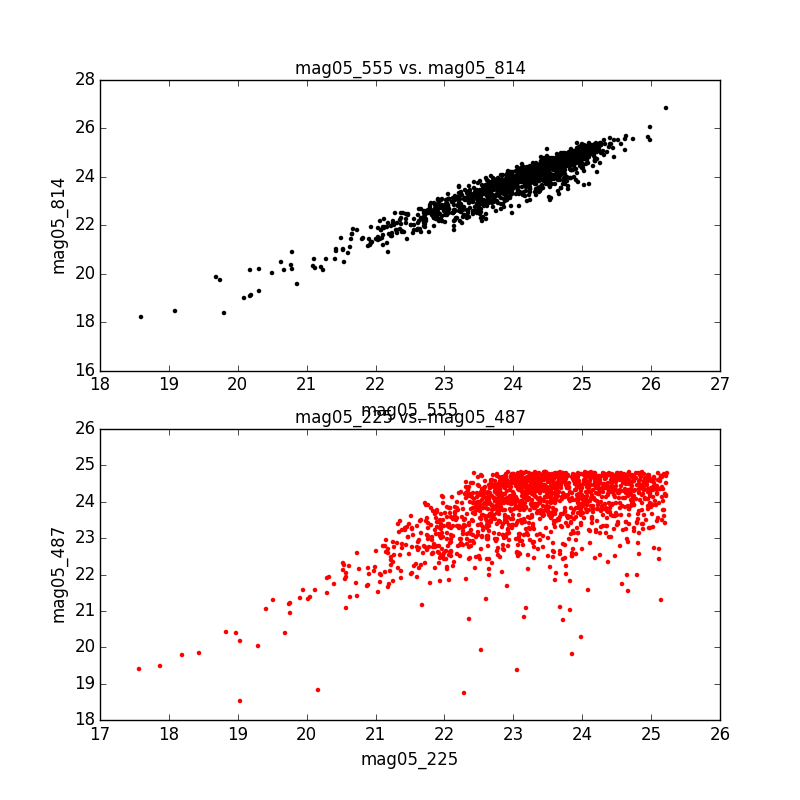 mag05_555 vs. mag05_814
28
26
24
22
20
18
16
mag05_814
18 19 20 21 22 23 24 25 26 27
mag05_555
mag05_225 vs. mag05_487
26
25
24
23
22
21
20
19
18
mag05_487
17 18 19 20 21 22 23 24 25 26
mag05_225